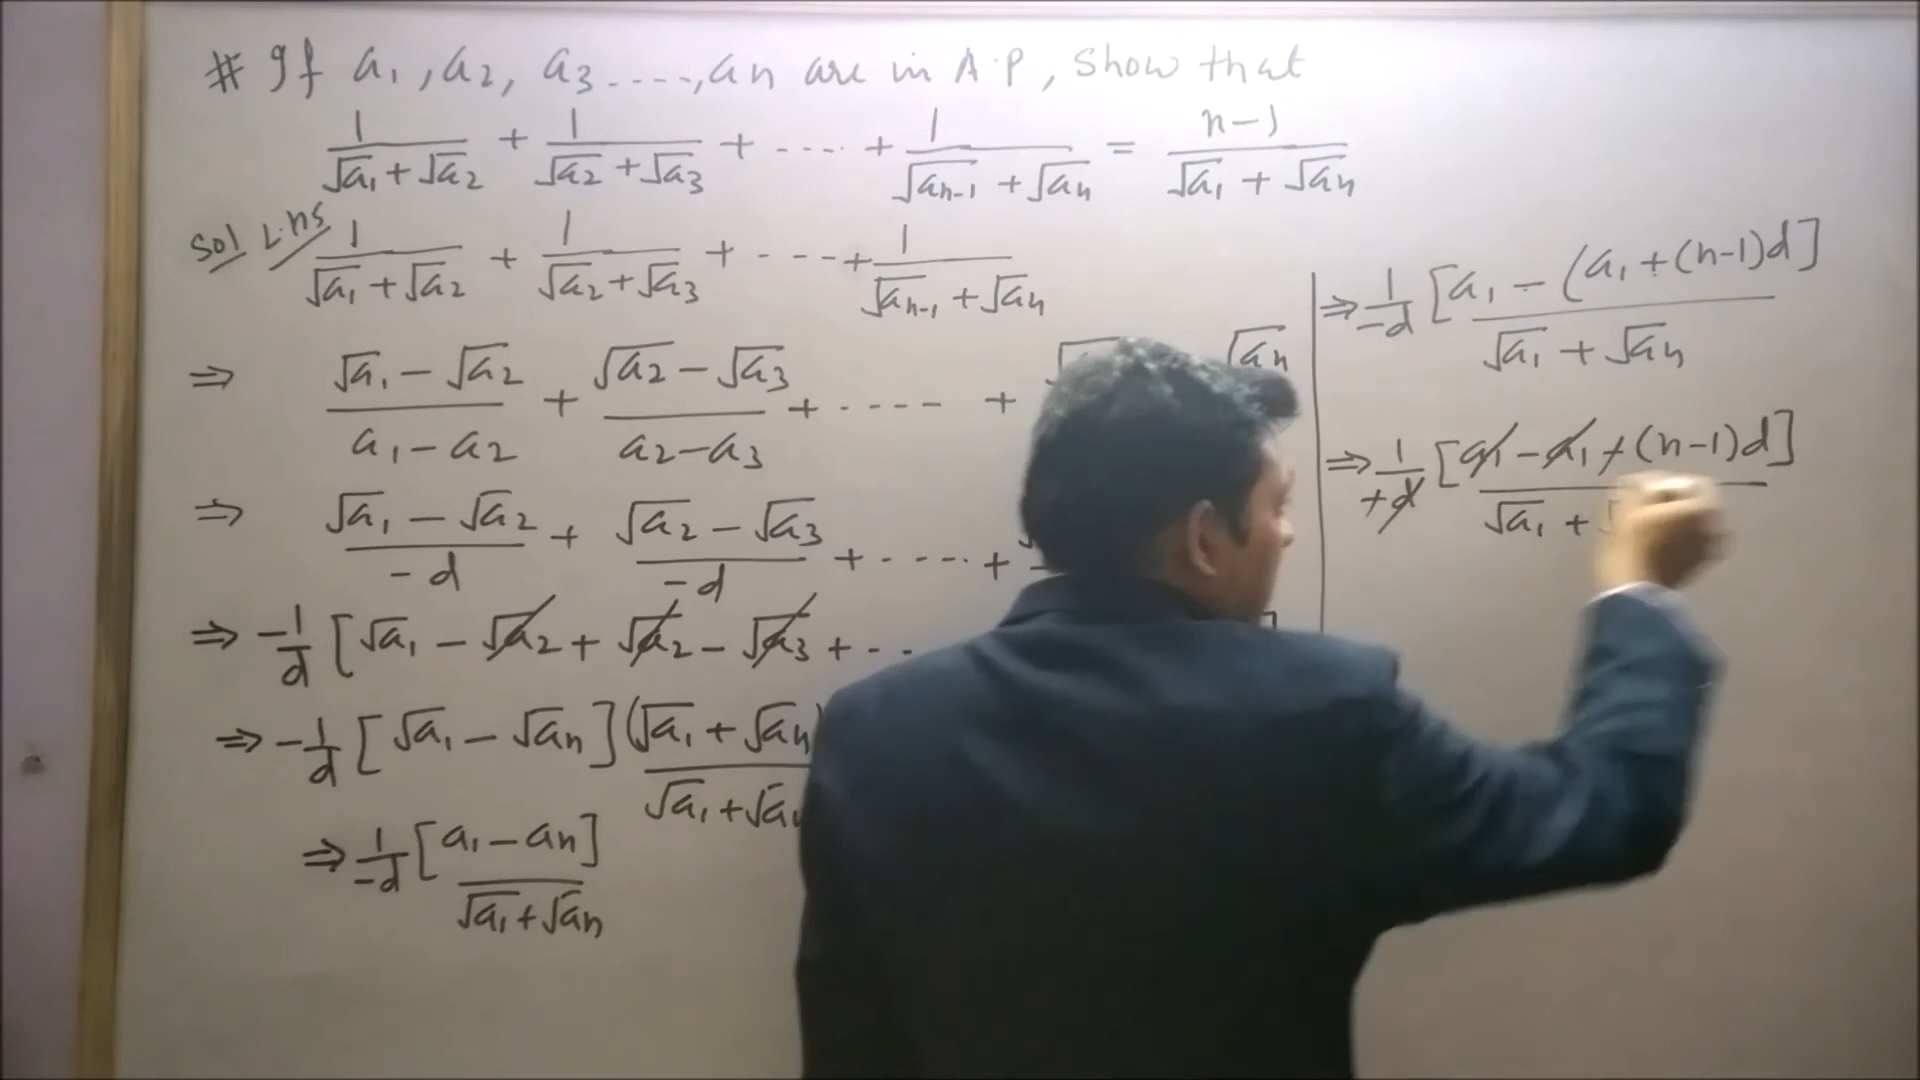 # If a₁, a₂, a₃ ...., an are in A.P, Show that
1/(√a₁+√a₂) + 1/(√a₂+√a₃) + ..... + 1/(√an-1 + √an) = (n-1)/(√a₁ + √an)
Sol L.HS 1/(√a₁+√a₂) + 1/(√a₂+√a₃) + ....+ 1/(√an-1 + √an)
⇒ (√a₁ - √a₂)/(a₁-a₂) + (√a₂ - √a₃)/(a₂-a₃) + .... + √an
⇒ (√a₁ - √a₂)/(-d) + (√a₂ - √a₃)/(-d) + .... +
⇒ -1/d [√a₁ - √a₂ + √a₂ - √a₃ + ..
⇒ -1/d [√a₁ - √an] (√a₁ + √an)/(√a₁ + √an
⇒ 1/-d [a₁ - an]/(√a₁+√an)
⇒ 1/-d [a₁ - (a₁ + (n-1)d]/(√a₁ + √an)
⇒ 1/+d [a₁ - a₁ + (n-1)d]/(√a₁ +